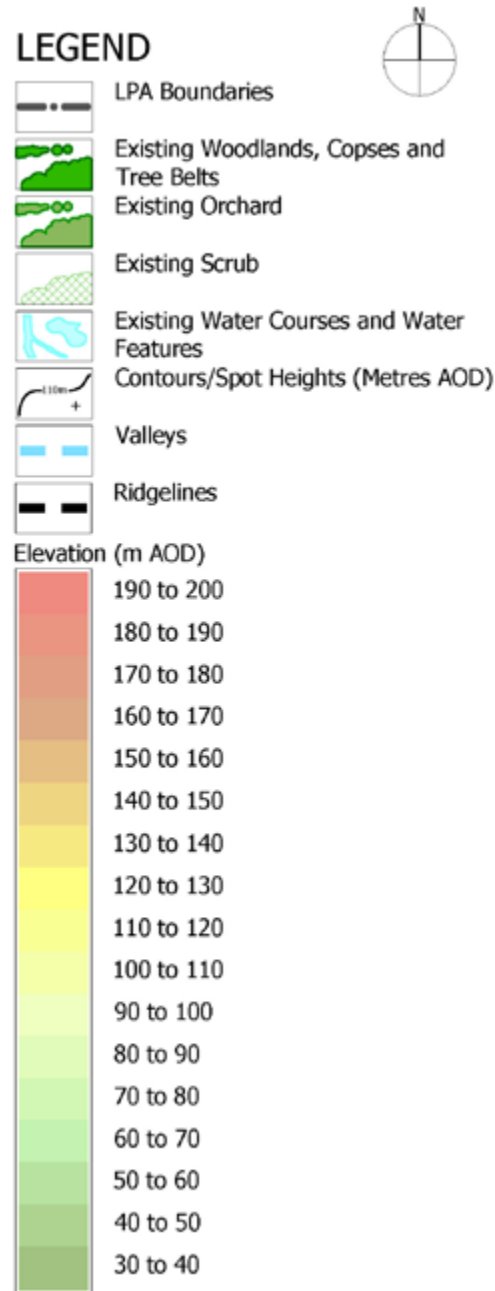 N
LEGEND
LPA Boundaries
Existing Woodlands, Copses and
Tree Belts
Existing Orchard
Existing Scrub
Existing Water Courses and Water
Features
Contours/Spot Heights (Metres AOD)
110m
Valleys
Ridgelines
Elevation (m AOD)
190 to 200
180 to 190
170 to 180
160 to 170
150 to 160
140 to 150
130 to 140
120 to 130
110 to 120
100 to 110
90 to 100
80 to 90
70 to 80
60 to 70
50 to 60
40 to 50
30 to 40